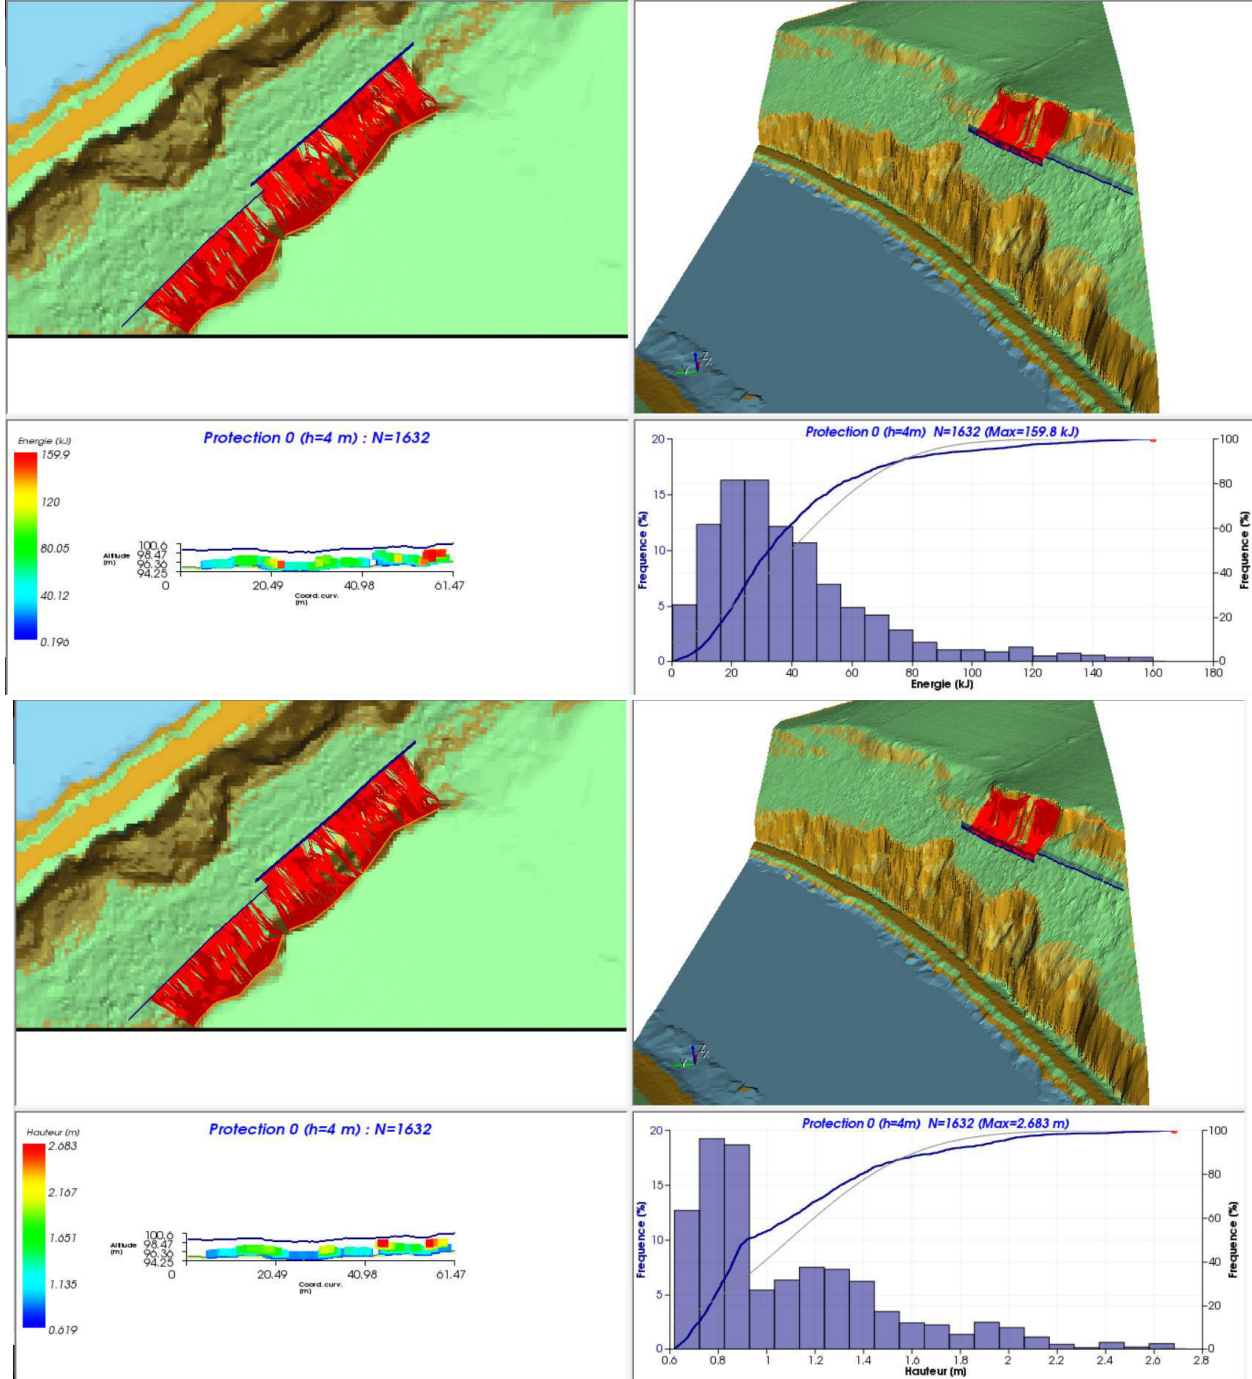 Z
X
Y
Energie (kJ)
159.9
120
80.05
40.12
0.196
Protection 0 (h=4 m) : N=1632
Altitude
(m)
100.6
98.47
96.36
94.25
0
20.49
40.98
61.47
Coord. curv.
(m)
Protection 0 (h=4m) N=1632 (Max=159.8 kJ)
Frequence (%)
20
15
10
5
0
100
80
60
40
20
0
Frequence (%)
0 20 40 60 80 100 120 140 160 180
Energie (kJ)
Z
X
Y
Hauteur (m)
2.683
2.167
1.651
1.135
0.619
Protection 0 (h=4 m) : N=1632
Altitude
(m)
100.6
98.47
96.36
94.25
0
20.49
40.98
61.47
Coord. curv.
(m)
Protection 0 (h=4m) N=1632 (Max=2.683 m)
Frequence (%)
20
15
10
5
0
100
80
60
40
20
0
Frequence (%)
0.6 0.8 1 1.2 1.4 1.6 1.8 2 2.2 2.4 2.6 2.8
Hauteur (m)